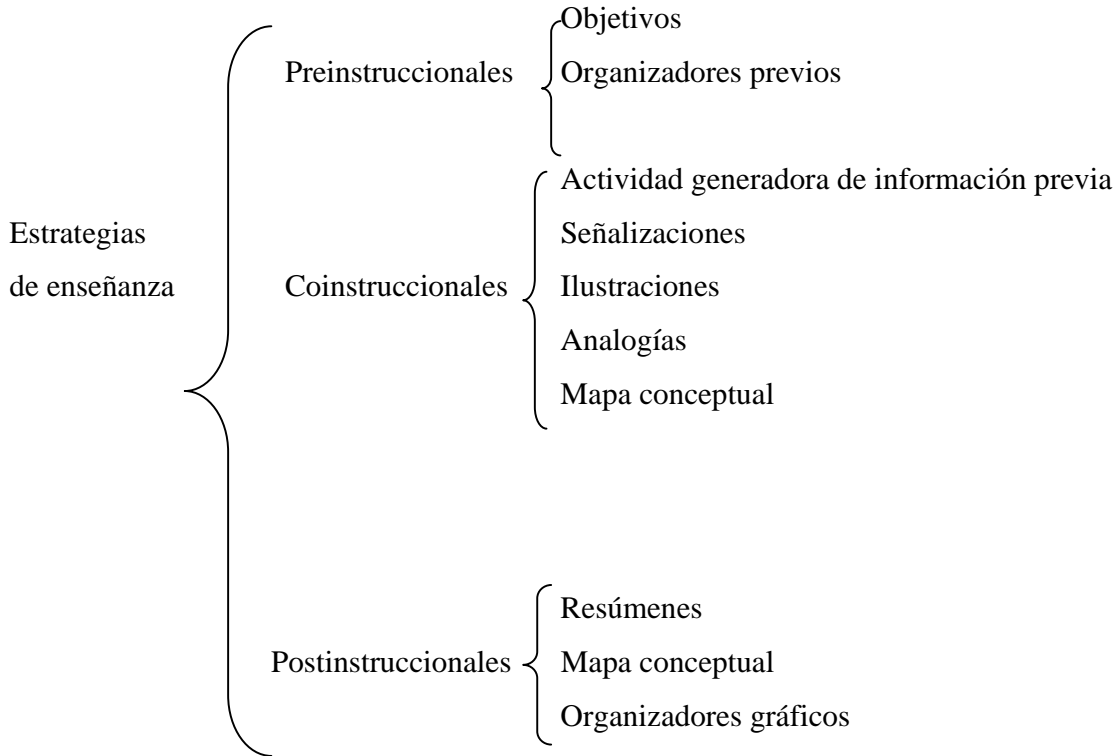 Objetivos
Preinstruccionales Organizadores previos
Actividad generadora de información previa
Estrategias Señalizaciones
de enseñanza Coinstruccionales Ilustraciones
Analogías
Mapa conceptual
Resúmenes
Postinstruccionales Mapa conceptual
Organizadores gráficos